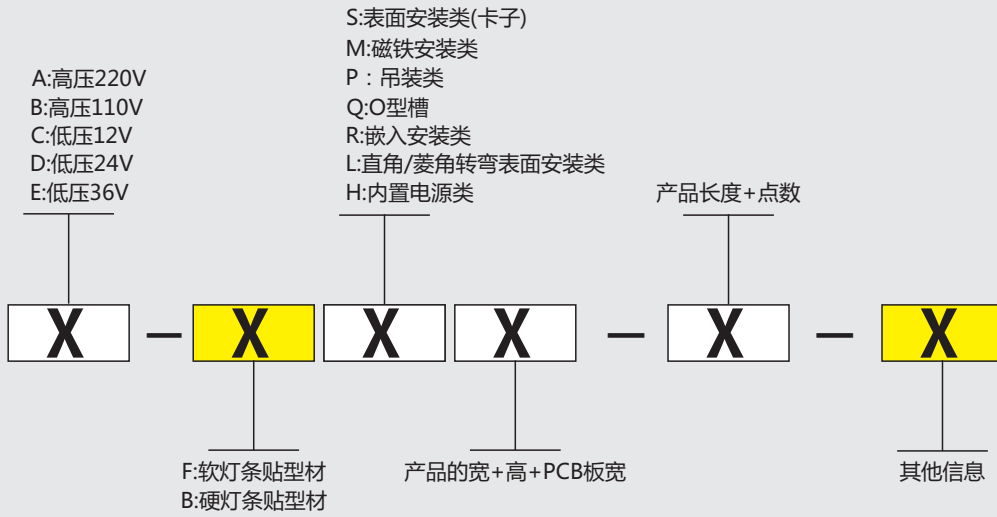 A:高压220V
B:高压110V
C:低压12V
D:低压24V
E:低压36V
S:表面安装类(卡子)
M:磁铁安装类
P：吊装类
Q:O型槽
R:嵌入安装类
L:直角/菱角转弯表面安装类
H:内置电源类
产品长度+点数
X — X X X — X — X
F:软灯条贴型材
B:硬灯条贴型材
产品的宽+高+PCB板宽
其他信息